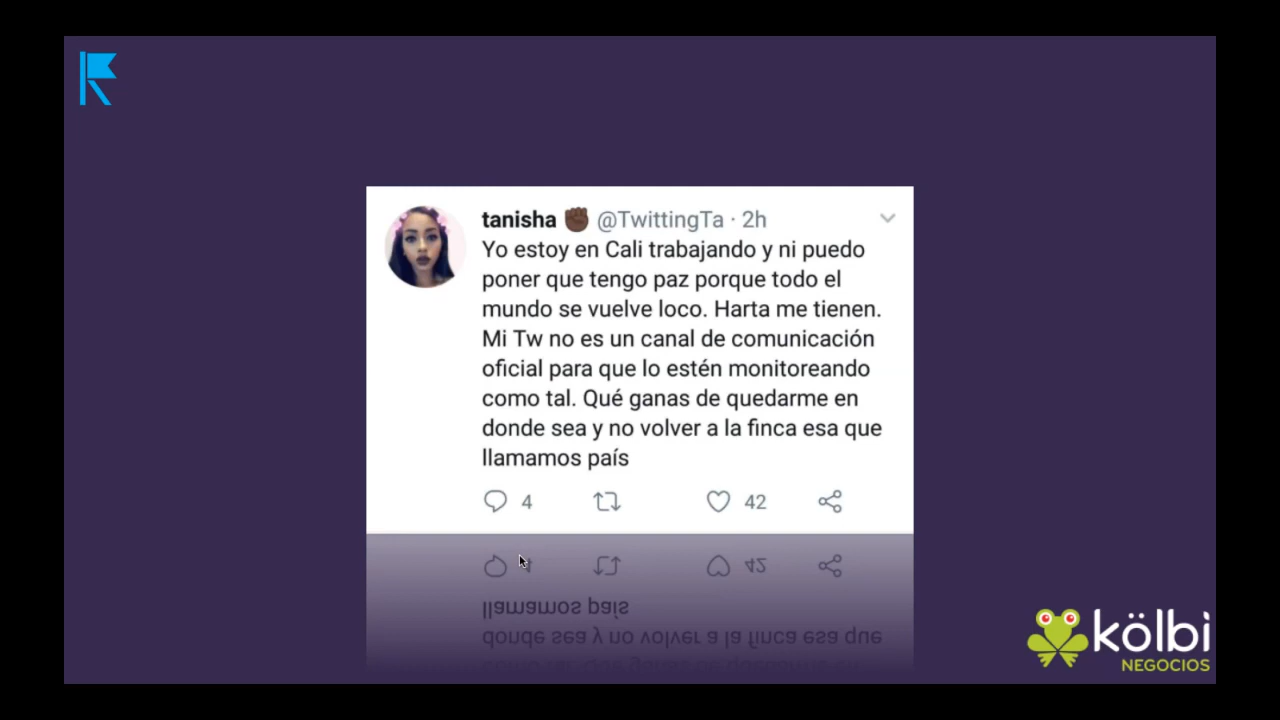 tanisha ✊🏿 @TwittingTa · 2h
Yo estoy en Cali trabajando y ni puedo
poner que tengo paz porque todo el
mundo se vuelve loco. Harta me tienen.
Mi Tw no es un canal de comunicación
oficial para que lo estén monitoreando
como tal. Qué ganas de quedarme en
donde sea y no volver a la finca esa que
llamamos país
4 42
kölbi
NEGOCIOS